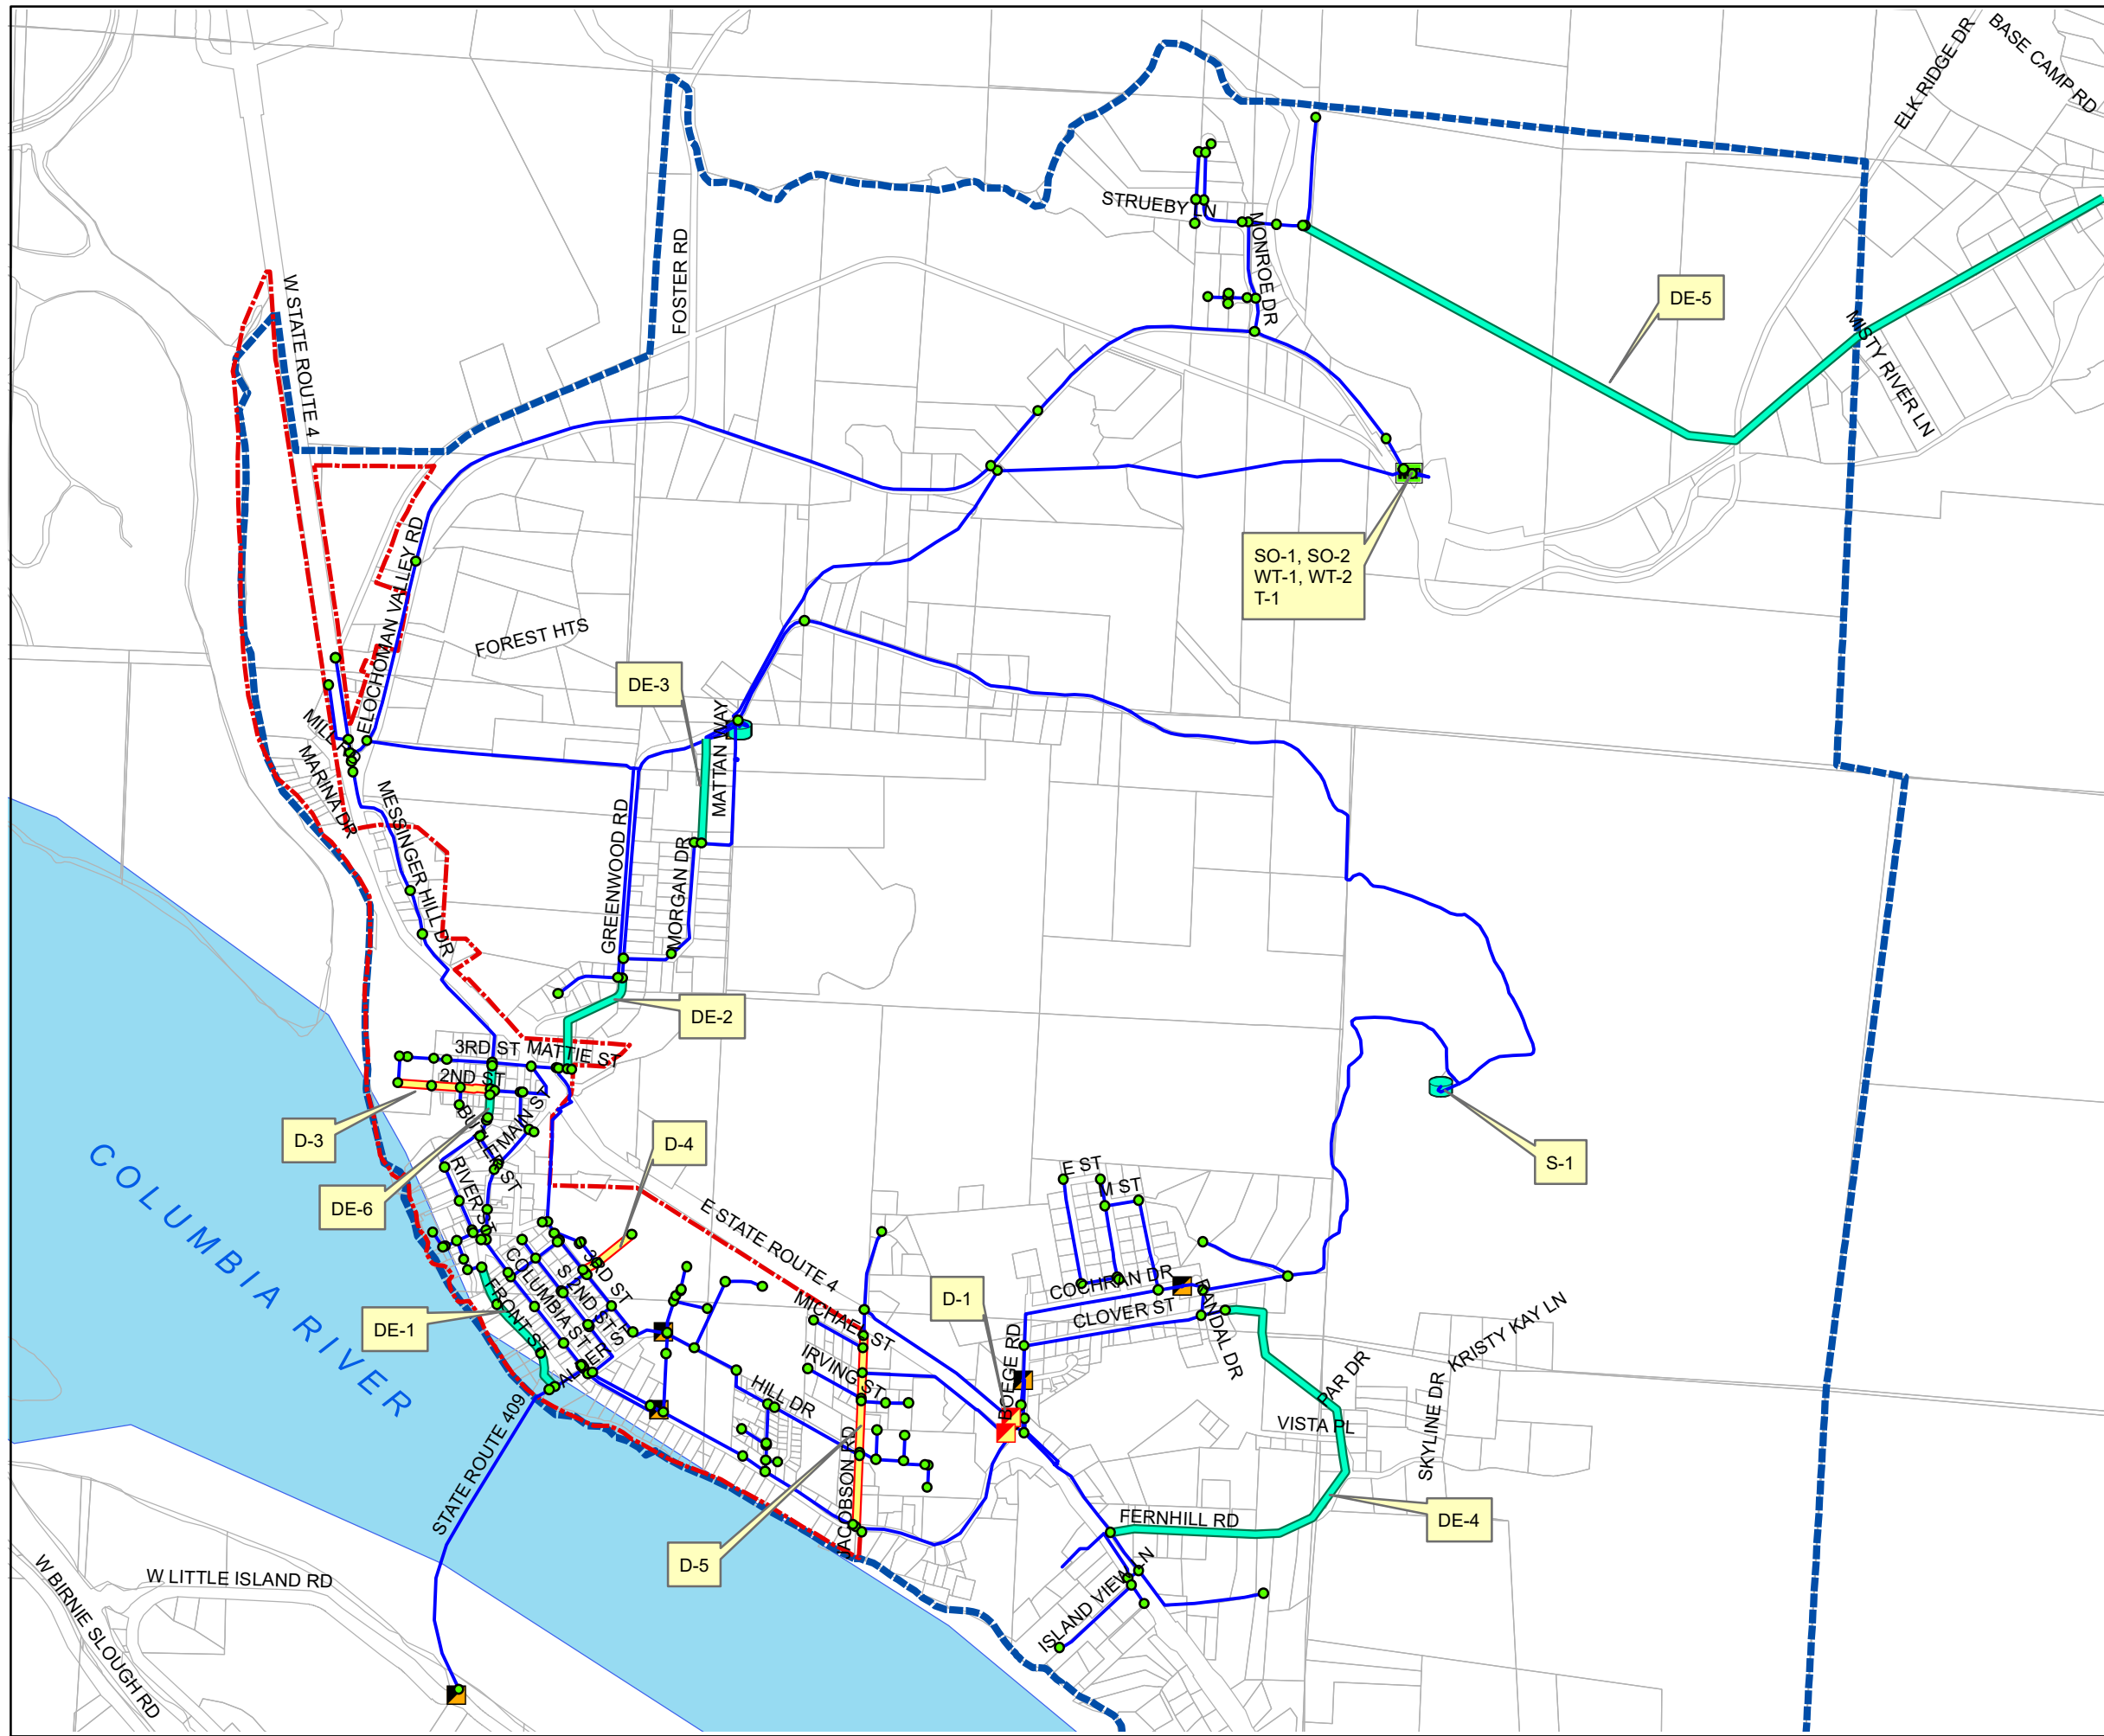 BASE CAMP RD
ELK RIDGE DR
STRUEBY LN
MONROE DR
FOSTER RD
W STATE ROUTE 4
DE-5
MISTY RIVER LN
SO-1, SO-2
WT-1, WT-2
T-1
ELOCHOMAN VALLEY RD
FOREST HTS
DE-3
MATTAN WAY
MARINA DR
MESSINGER HILL DR
GREENWOOD RD
MORGAN DR
DE-2
3RD ST
MATTIE ST
2ND ST
D-3
BUTLER ST
MAIN ST
D-4
S-1
DE-6
RIVER ST
E ST
M ST
E STATE ROUTE 4
COLUMBIA RIVER
S 3RD ST
S 2ND ST
COLUMBIA ST
FRONT ST
DE-1
D-1
COCHRAN DR
CLOVER ST
RANDAL DR
MICHAEL ST
IRVING ST
HILL DR
BOEGE RD
KRISTY KAY LN
PAR DR
VISTA PL
SKYLINE DR
STATE ROUTE 409
JACOBSON RD
FERNHILL RD
DE-4
D-5
ISLAND VIEW LN
W LITTLE ISLAND RD
W BIRNIE SLOUGH RD